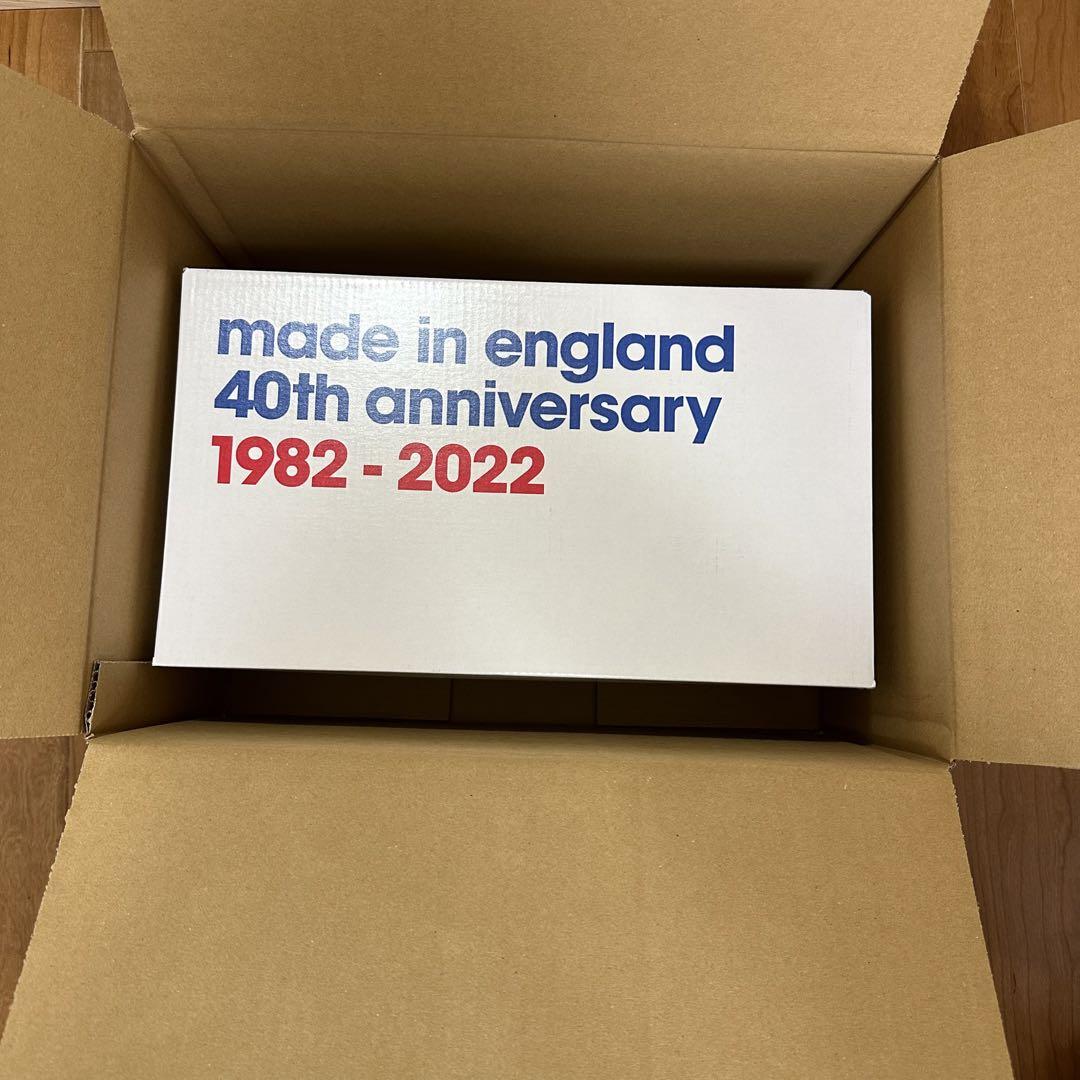 made in england
40th anniversary
1982 - 2022